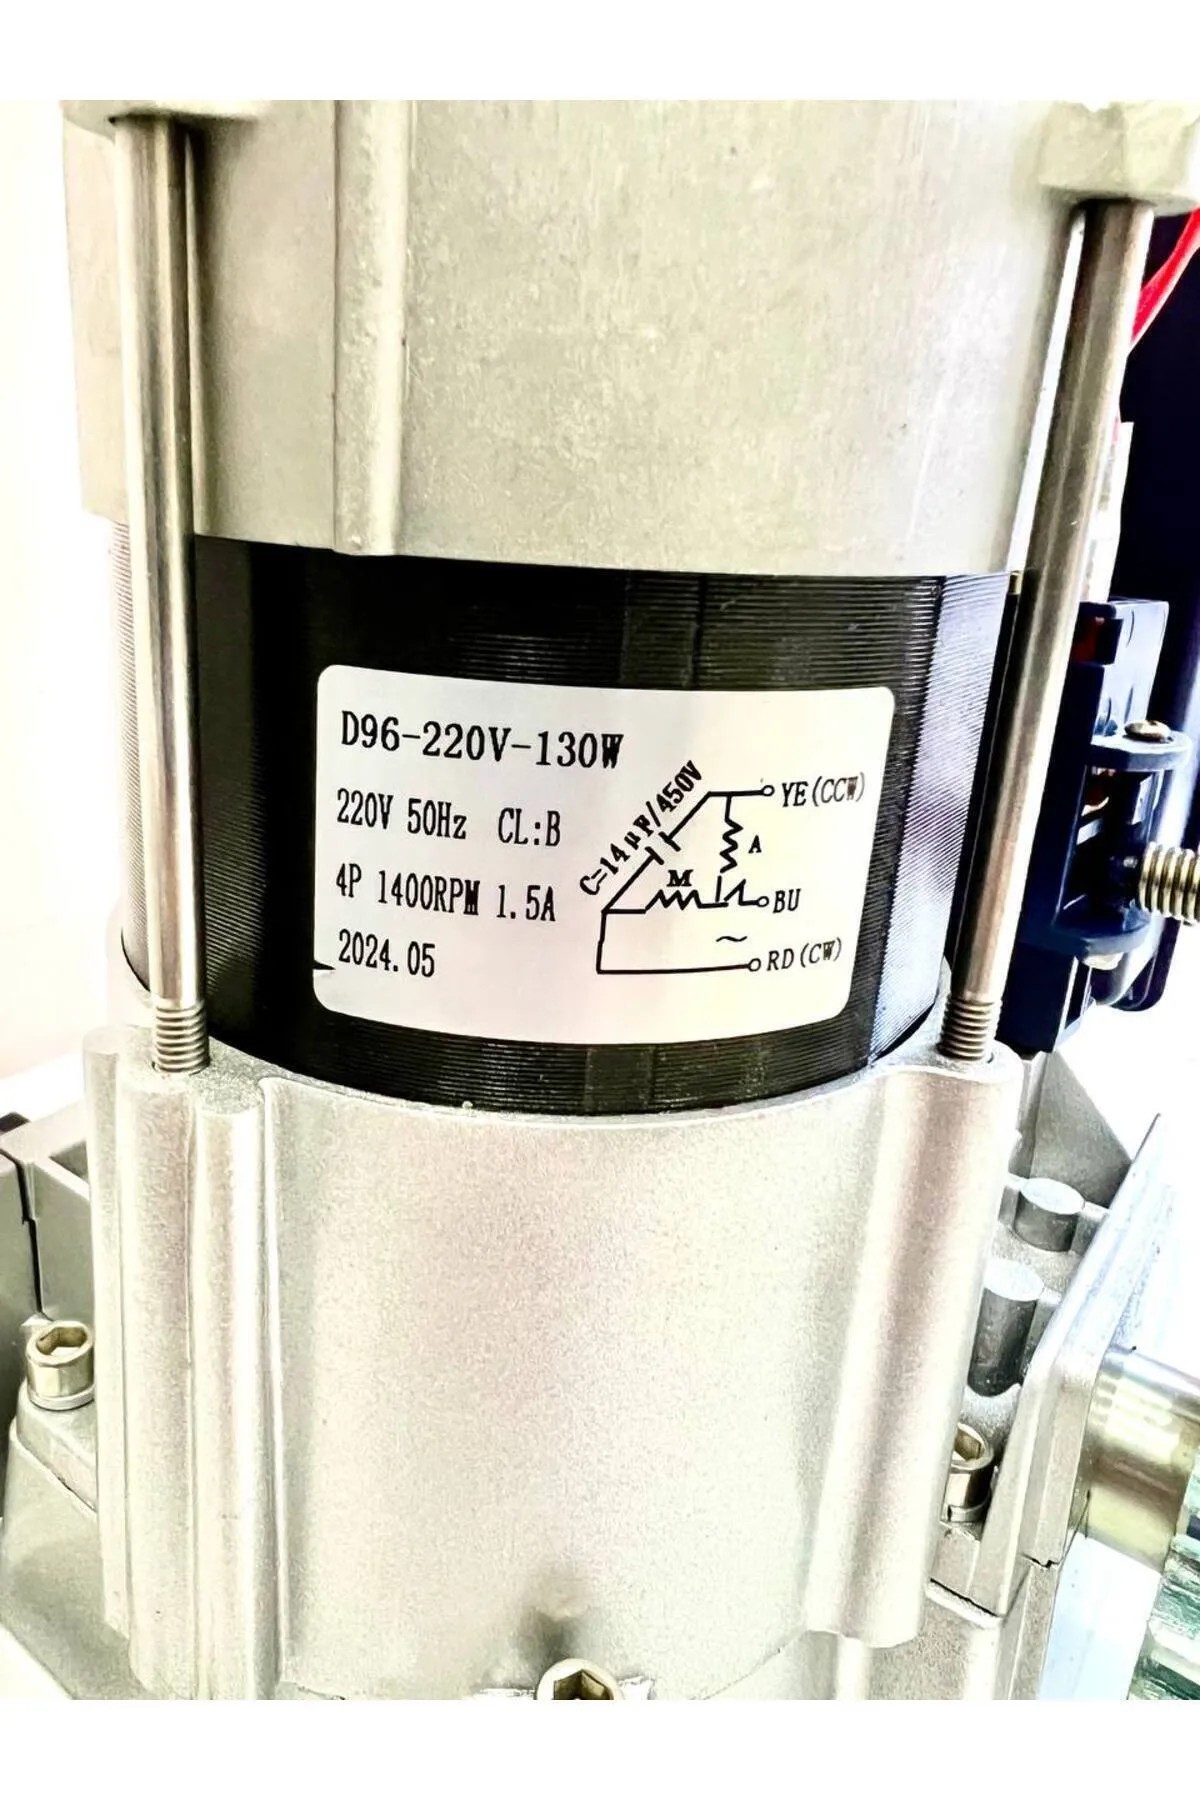 D96-220V-130W
220V 50Hz CL:B
4P 1400RPM 1.5A
2024.05
C=14μF/450V
YE(CCW)
A
M
BU
~
RD(CW)